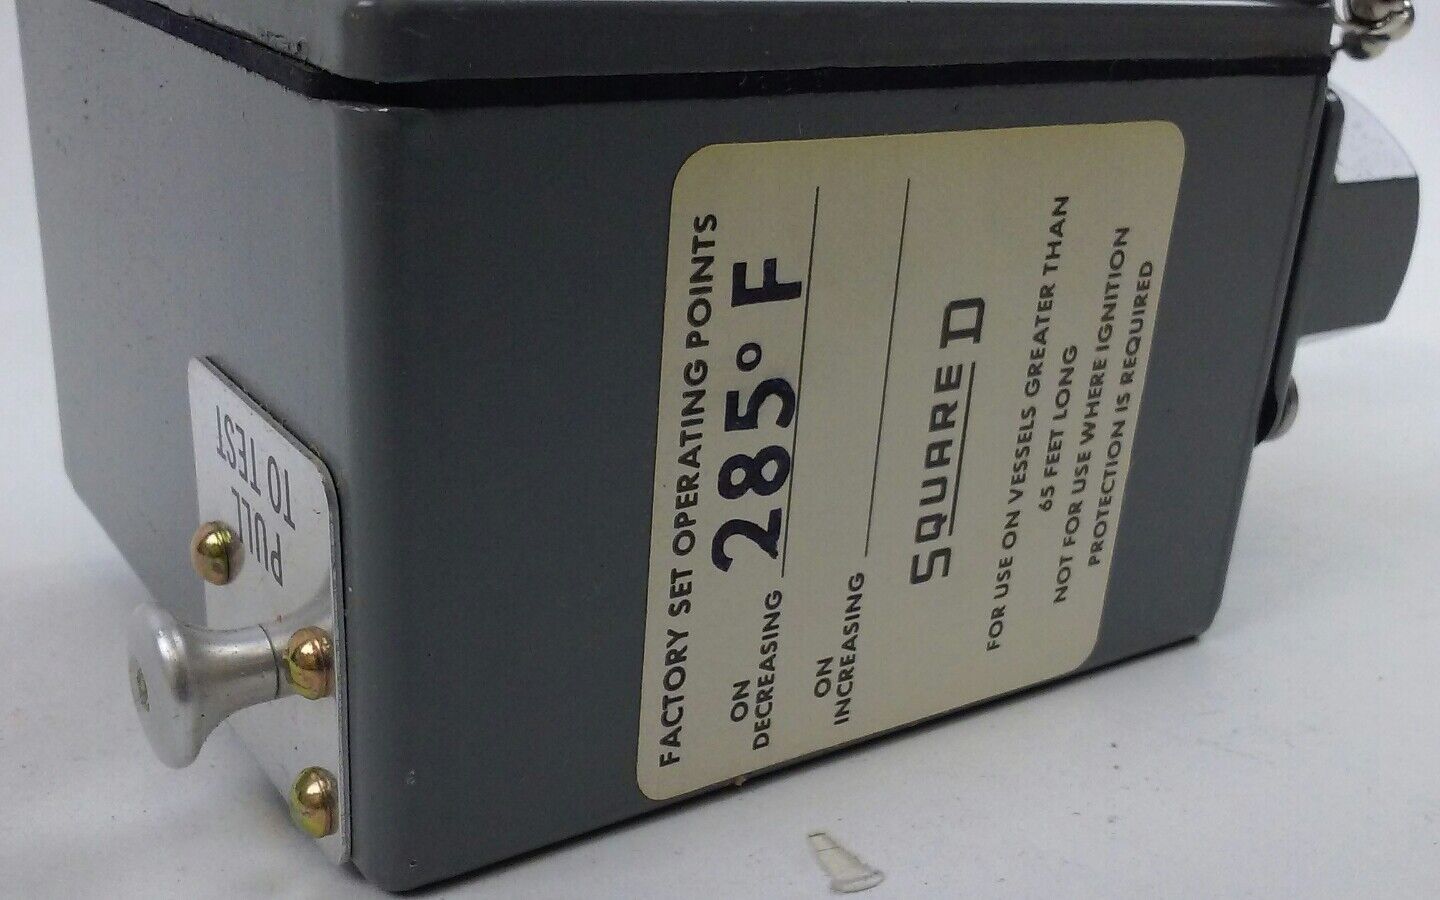 FACTORY SET OPERATING POINTS
ON
DECREASING 285° F
ON
INCREASING
SQUARE D
FOR USE ON VESSELS GREATER THAN
65 FEET LONG
NOT FOR USE WHERE IGNITION
PROTECTION IS REQUIRED
PULL
TO TEST